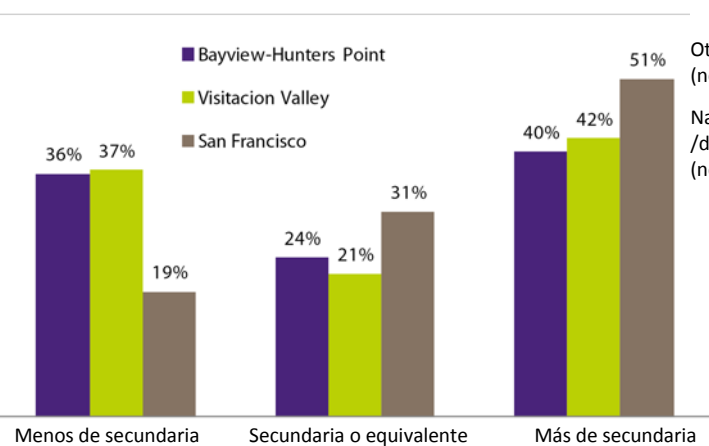 Bayview-Hunters Point
Visitacion Valley
San Francisco
36%
37%
19%
24%
21%
31%
40%
42%
51%
Menos de secundaria
Secundaria o equivalente
Más de secundaria